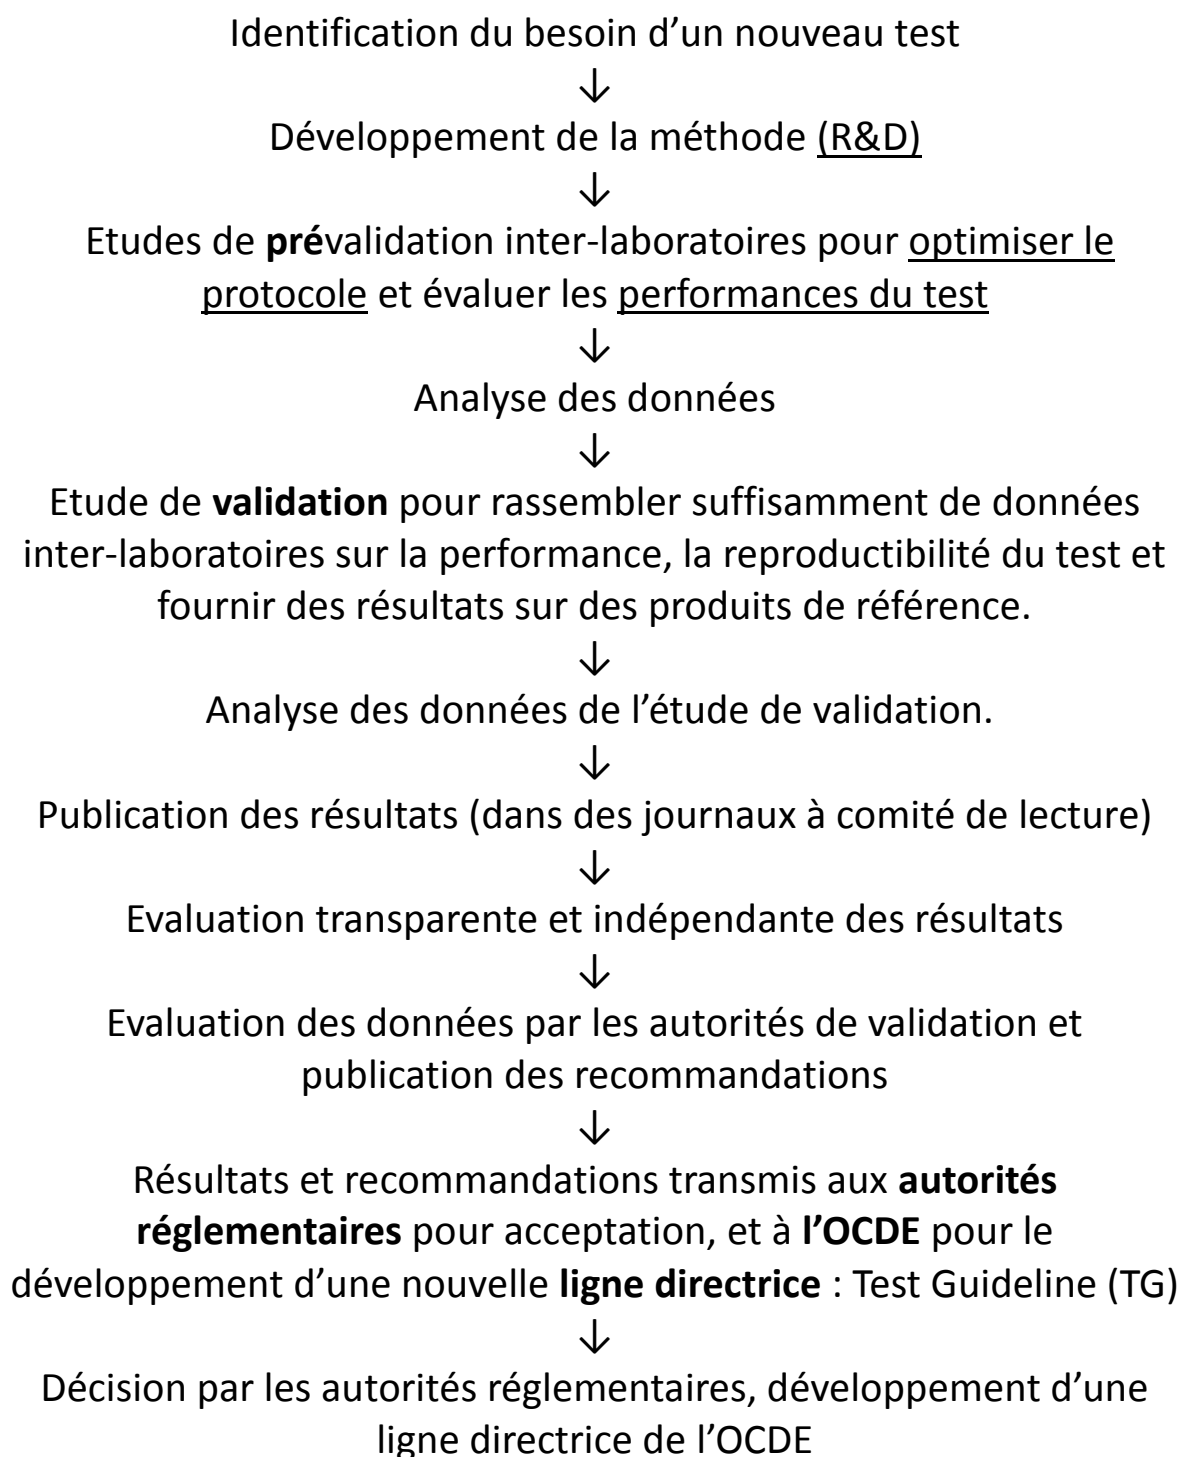 Identification du besoin d’un nouveau test
↓
Développement de la méthode (R&D)
↓
Etudes de prévalidation inter-laboratoires pour optimiser le
protocole et évaluer les performances du test
↓
Analyse des données
↓
Etude de validation pour rassembler suffisamment de données
inter-laboratoires sur la performance, la reproductibilité du test et
fournir des résultats sur des produits de référence.
↓
Analyse des données de l’étude de validation.
↓
Publication des résultats (dans des journaux à comité de lecture)
↓
Evaluation transparente et indépendante des résultats
↓
Evaluation des données par les autorités de validation et
publication des recommandations
↓
Résultats et recommandations transmis aux autorités
réglementaires pour acceptation, et à l’OCDE pour le
développement d’une nouvelle ligne directrice : Test Guideline (TG)
↓
Décision par les autorités réglementaires, développement d’une
ligne directrice de l’OCDE